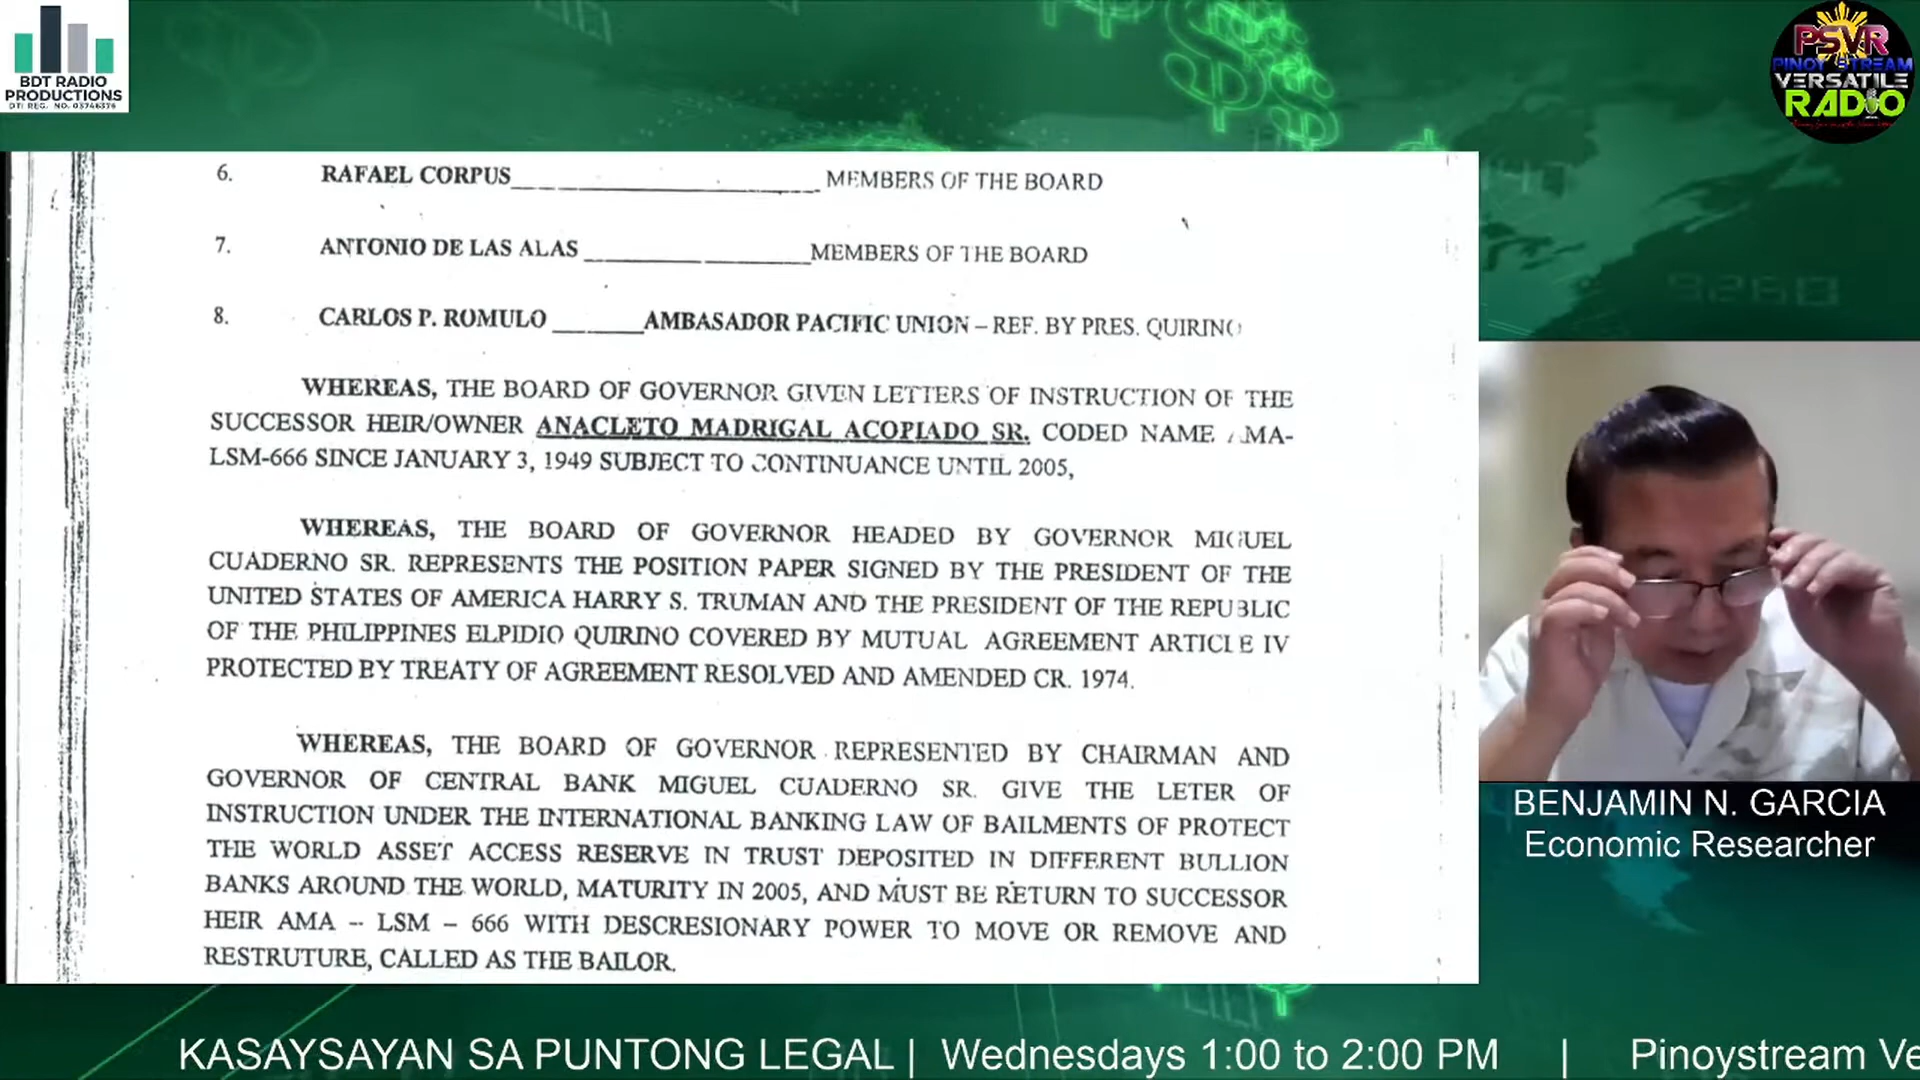 BDT RADIO
PRODUCTIONS
DTI REG. NO. 03746376
PSVR
PINOY STREAM
VERSATILE
RADIO
6. RAFAEL CORPUS____________________ MEMBERS OF THE BOARD
7. ANTONIO DE LAS ALAS ______________MEMBERS OF THE BOARD
8. CARLOS P. ROMULO ______AMBASADOR PACIFIC UNION – REF. BY PRES. QUIRINO
WHEREAS, THE BOARD OF GOVERNOR GIVEN LETTERS OF INSTRUCTION OF THE
SUCCESSOR HEIR/OWNER ANACLETO MADRIGAL ACOPIADO SR. CODED NAME AMA-
LSM-666 SINCE JANUARY 3, 1949 SUBJECT TO CONTINUANCE UNTIL 2005,
WHEREAS, THE BOARD OF GOVERNOR HEADED BY GOVERNOR MIGUEL
CUADERNO SR. REPRESENTS THE POSITION PAPER SIGNED BY THE PRESIDENT OF THE
UNITED STATES OF AMERICA HARRY S. TRUMAN AND THE PRESIDENT OF THE REPUBLIC
OF THE PHILIPPINES ELPIDIO QUIRINO COVERED BY MUTUAL AGREEMENT ARTICLE IV
PROTECTED BY TREATY OF AGREEMENT RESOLVED AND AMENDED CR. 1974.
WHEREAS, THE BOARD OF GOVERNOR REPRESENTED BY CHAIRMAN AND
GOVERNOR OF CENTRAL BANK MIGUEL CUADERNO SR. GIVE THE LETER OF
INSTRUCTION UNDER THE INTERNATIONAL BANKING LAW OF BAILMENTS OF PROTECT
THE WORLD ASSET ACCESS RESERVE IN TRUST DEPOSITED IN DIFFERENT BULLION
BANKS AROUND THE WORLD, MATURITY IN 2005, AND MUST BE RETURN TO SUCCESSOR
HEIR AMA -- LSM – 666 WITH DESCRESIONARY POWER TO MOVE OR REMOVE AND
RESTRUTURE, CALLED AS THE BAILOR.
9260
BENJAMIN N. GARCIA
Economic Researcher
KASAYSAYAN SA PUNTONG LEGAL | Wednesdays 1:00 to 2:00 PM | Pinoystream Ve